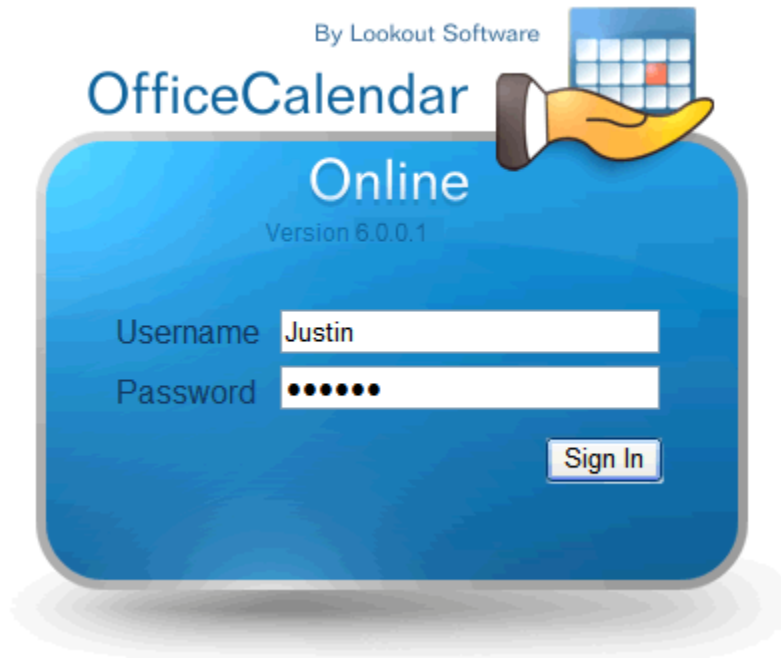 By Lookout Software
OfficeCalendar
Online
Version 6.0.0.1
Username Justin
Password ••••••
Sign In